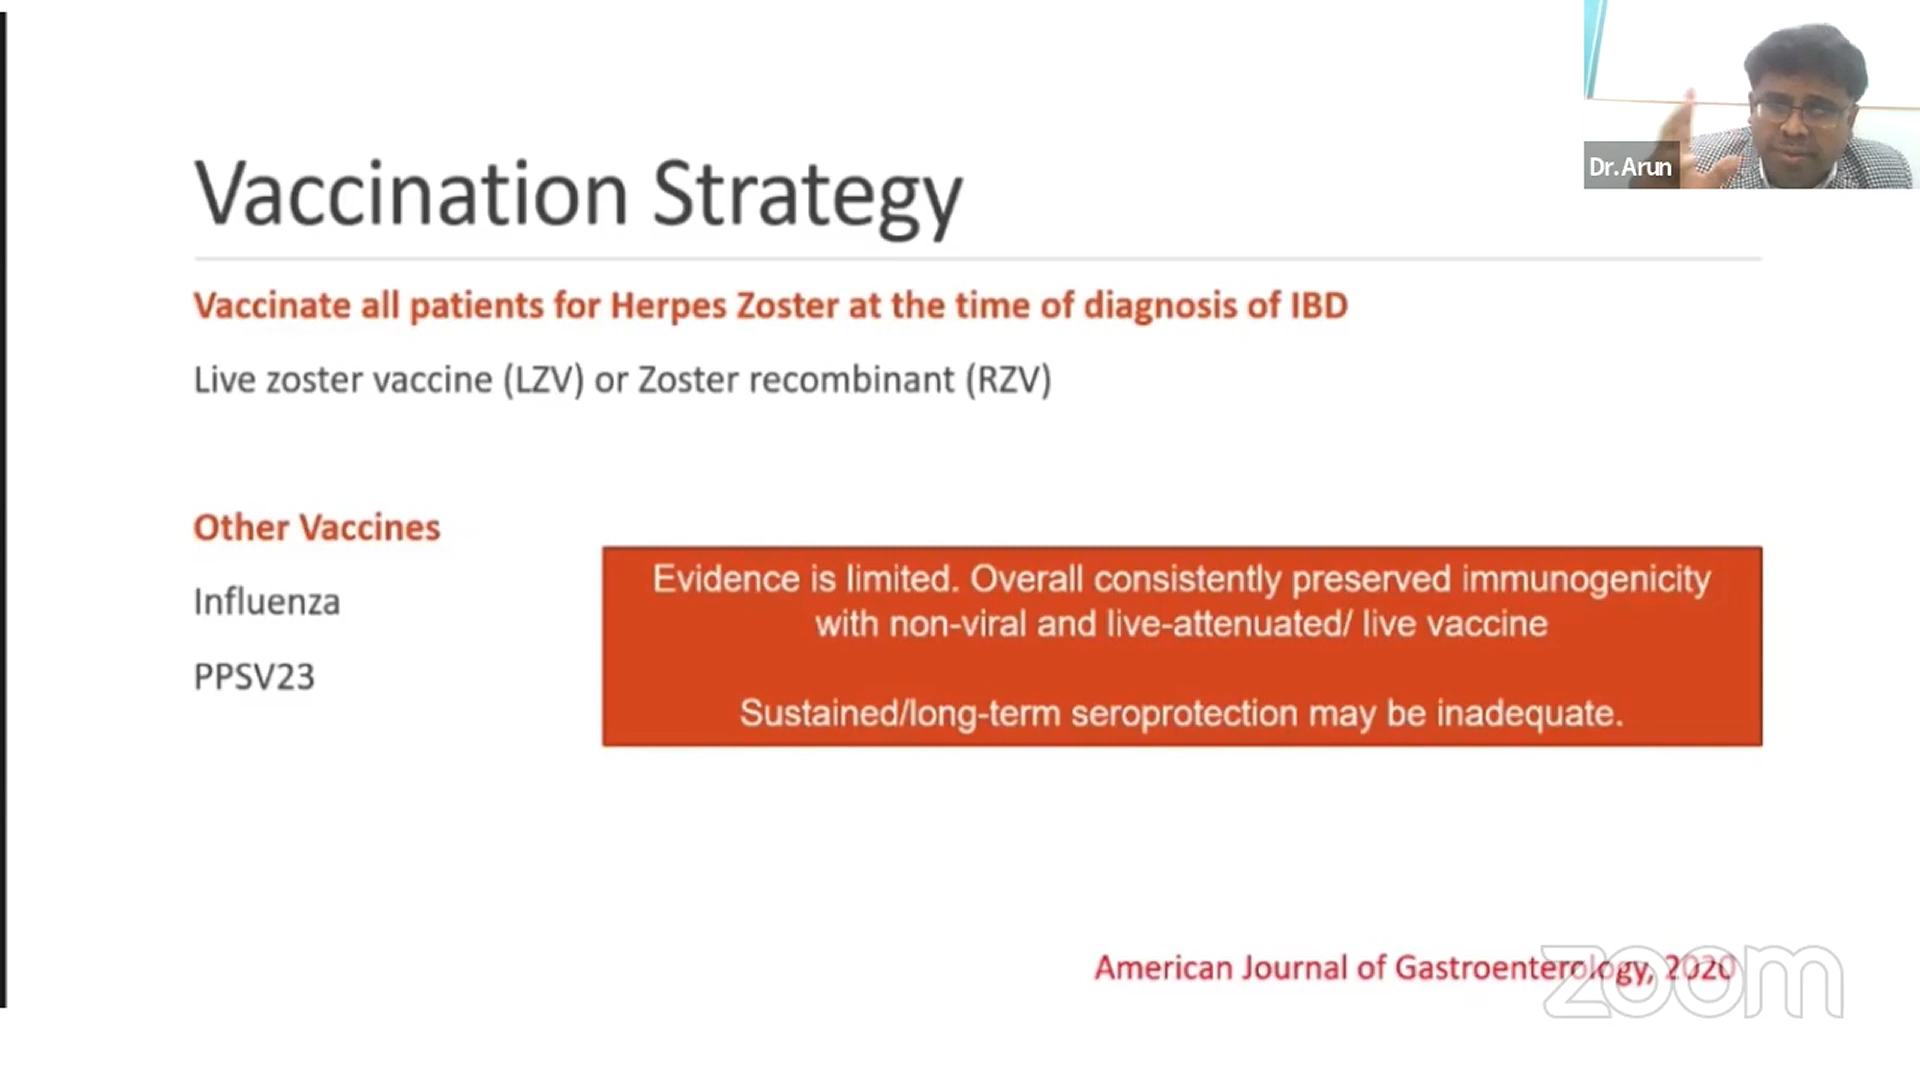 Dr. Arun
Vaccination Strategy
Vaccinate all patients for Herpes Zoster at the time of diagnosis of IBD
Live zoster vaccine (LZV) or Zoster recombinant (RZV)
Other Vaccines
Influenza
PPSV23
Evidence is limited. Overall consistently preserved immunogenicity
with non-viral and live-attenuated/ live vaccine
Sustained/long-term seroprotection may be inadequate.
American Journal of Gastroenterology, 2020
zoom